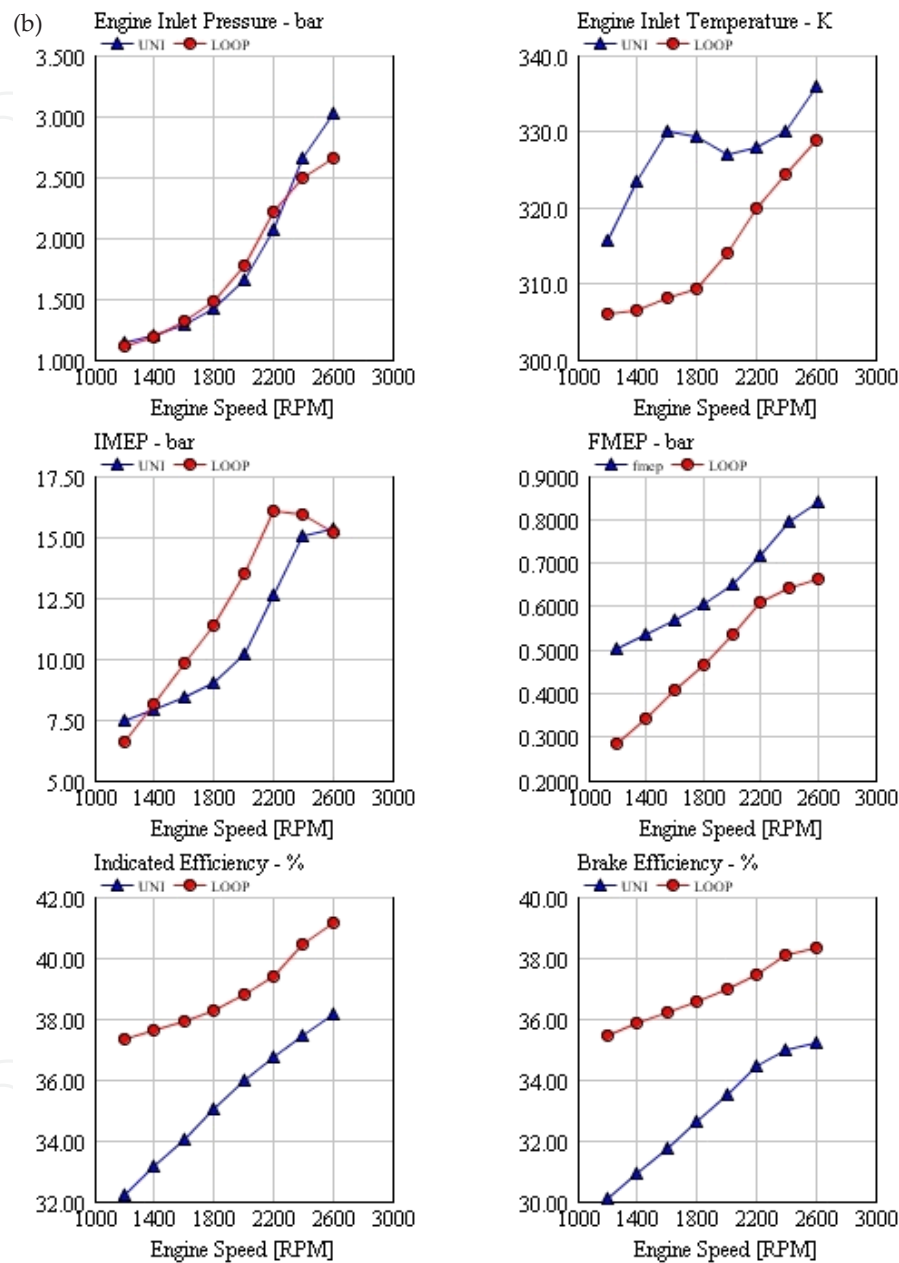 (b)
Engine Inlet Pressure - bar
UNI LOOP
3.500
3.000
2.500
2.000
1.500
1.000
1000 1400 1800 2200 2600 3000
Engine Speed [RPM]
Engine Inlet Temperature - K
UNI LOOP
340.0
330.0
320.0
310.0
300.0
1000 1400 1800 2200 2600 3000
Engine Speed [RPM]
IMEP - bar
UNI LOOP
17.50
15.00
12.50
10.00
7.50
5.00
1000 1400 1800 2200 2600 3000
Engine Speed [RPM]
FMEP - bar
fmep LOOP
0.9000
0.8000
0.7000
0.6000
0.5000
0.4000
0.3000
0.2000
1000 1400 1800 2200 2600 3000
Engine Speed [RPM]
Indicated Efficiency - %
UNI LOOP
42.00
40.00
38.00
36.00
34.00
32.00
1000 1400 1800 2200 2600 3000
Engine Speed [RPM]
Brake Efficiency - %
UNI LOOP
40.00
38.00
36.00
34.00
32.00
30.00
1000 1400 1800 2200 2600 3000
Engine Speed [RPM]